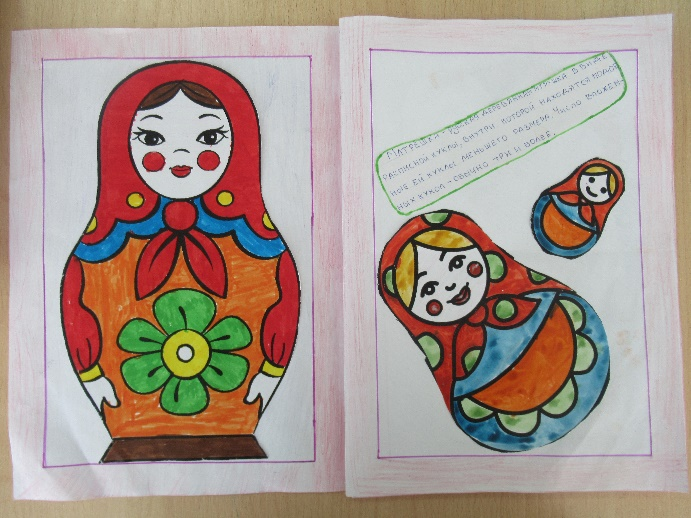 Матрёшка - русская деревянная игрушка в виде
расписной куклы, внутри которой находятся подоб-
ные ей куклы меньшего размера. Число вложен-
ных кукол - обычно три и более.